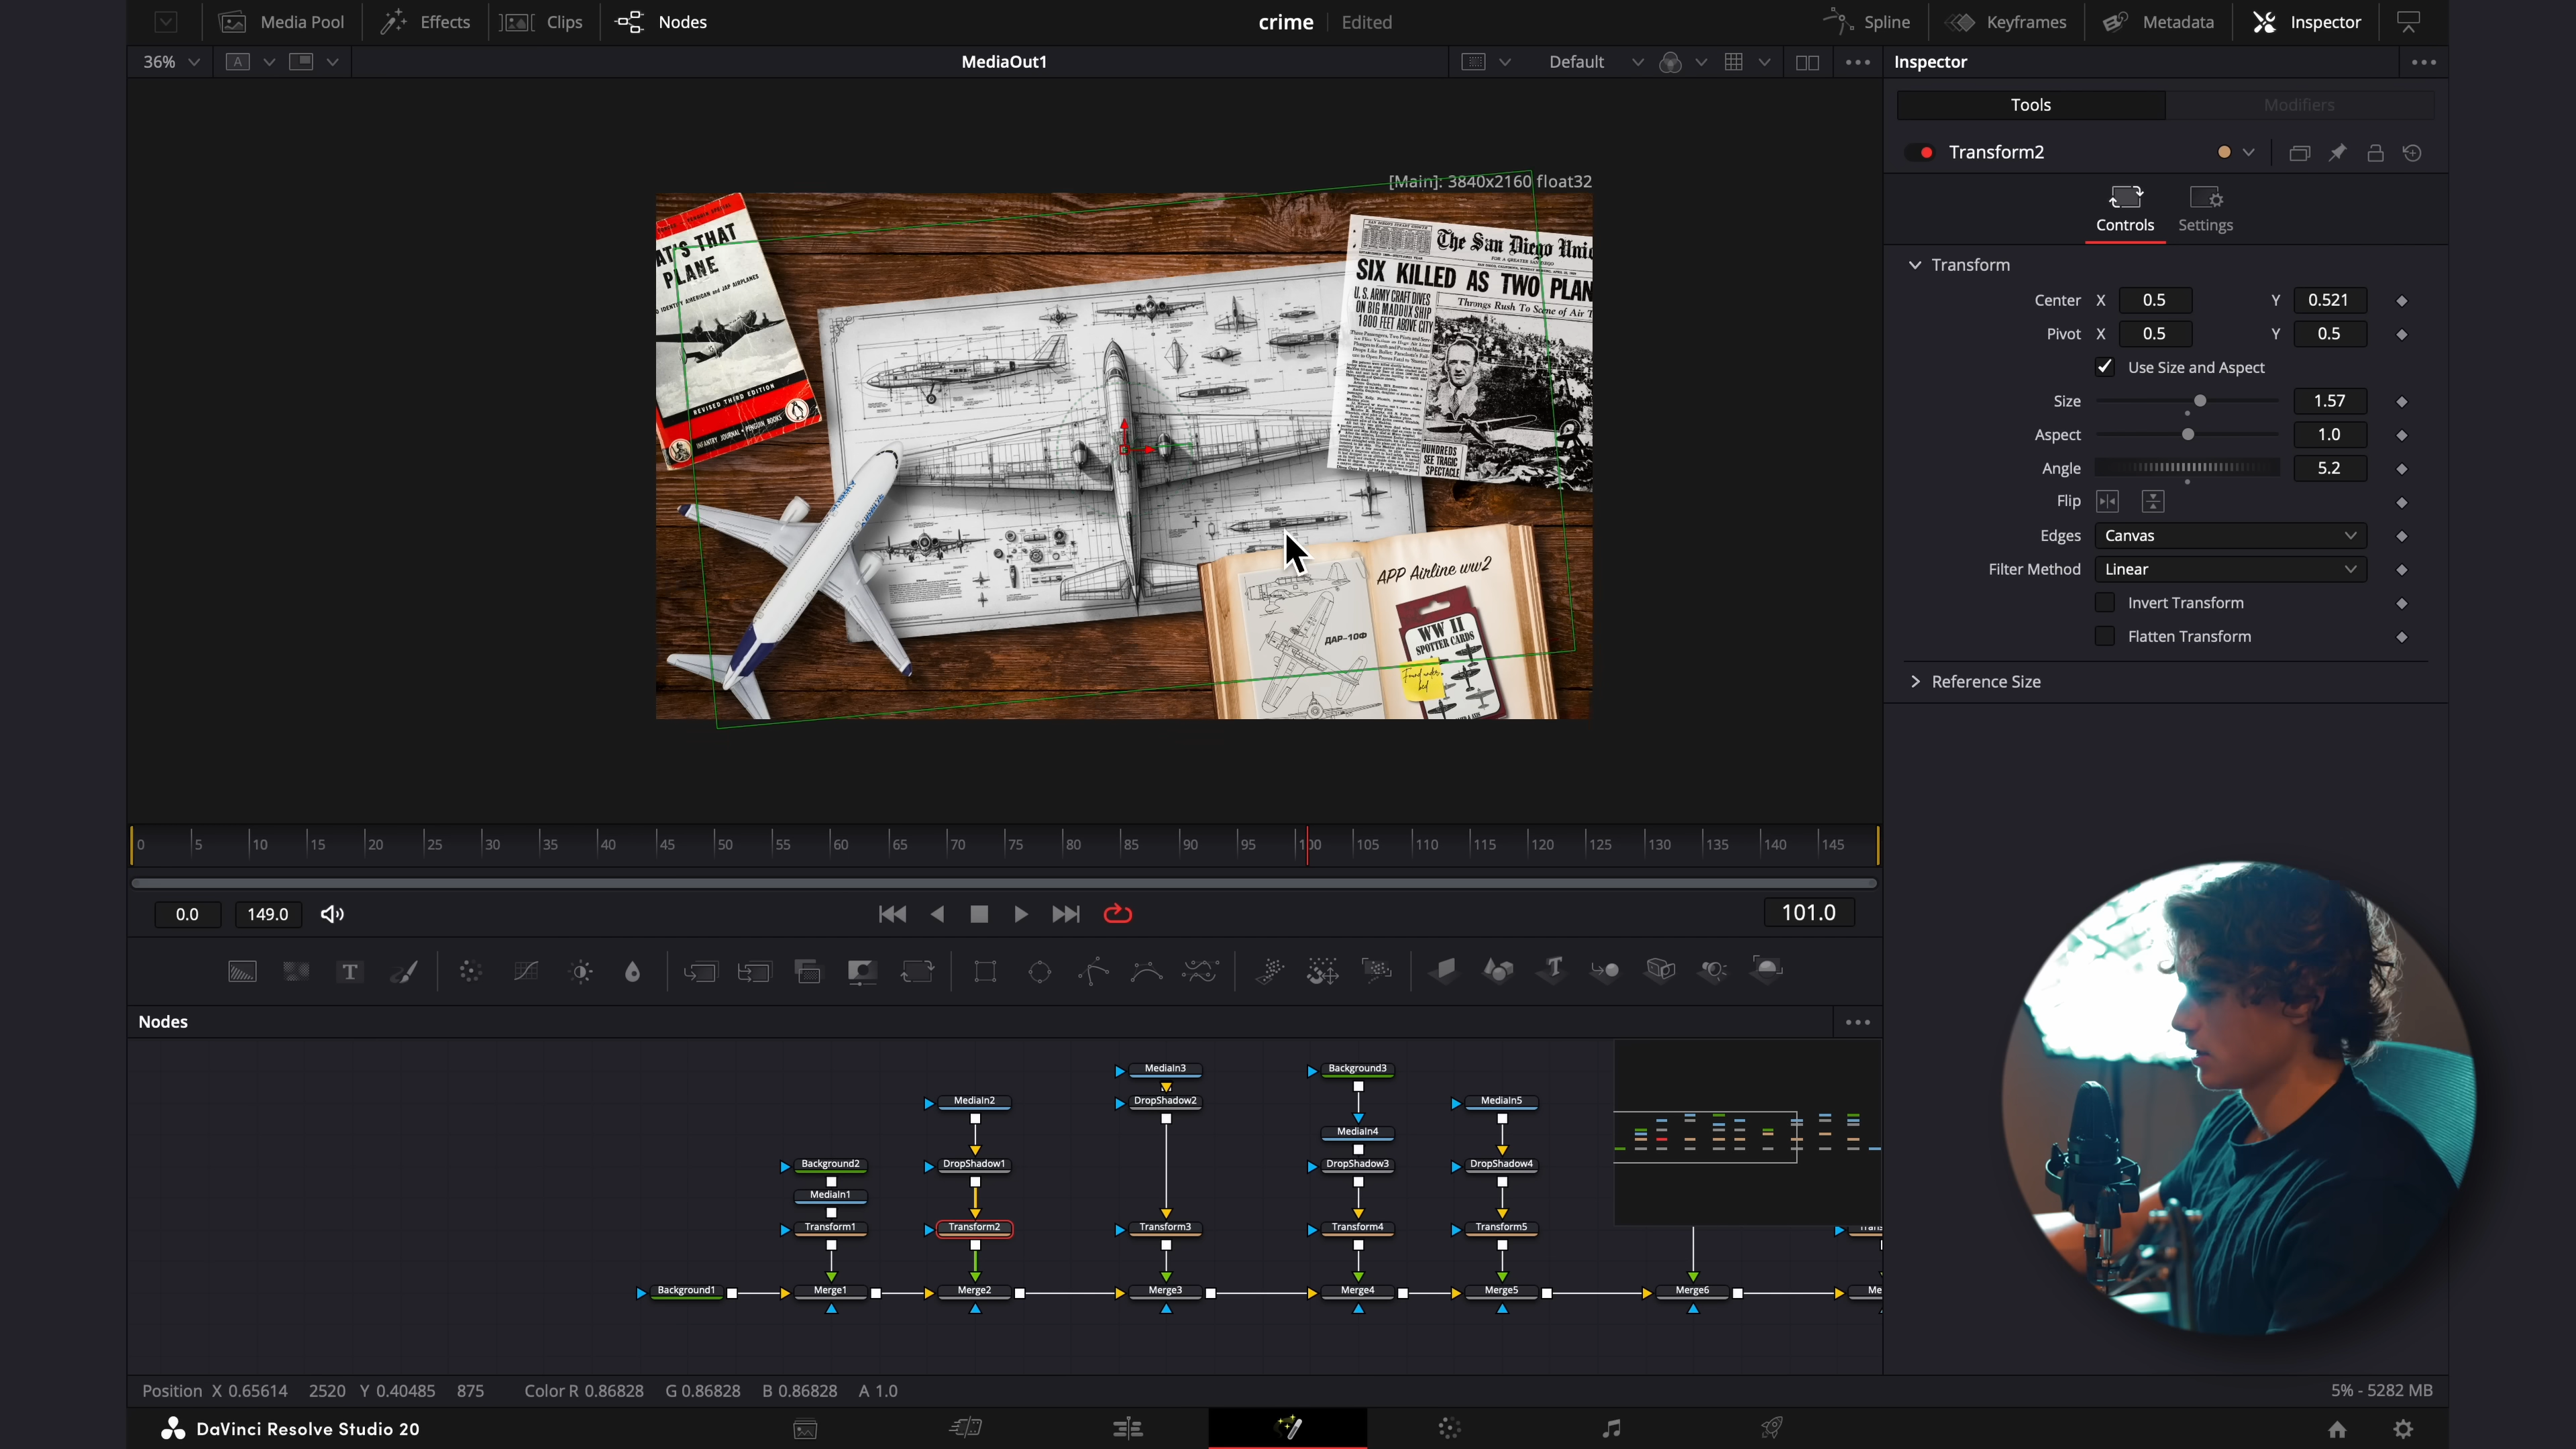 Media Pool
Effects
Clips
Nodes
crime
Edited
Spline
Keyframes
Metadata
Inspector
36%
A
MediaOut1
Default
Inspector
Tools
Modifiers
[Main]: 3840x2160 float32
Transform2
Controls
Settings
Transform
Center X 0.5 Y 0.521
Pivot X 0.5 Y 0.5
Use Size and Aspect
Size 1.57
Aspect 1.0
Angle 5.2
Flip
Edges Canvas
Filter Method Linear
Invert Transform
Flatten Transform
Reference Size
AT'S THAT
PLANE
IDENTIFY AMERICAN and JAP AIRPLANES
REVISED THIRD EDITION
INFANTRY JOURNAL • PENGUIN BOOKS
The San Diego Unio
SIX KILLED AS TWO PLAN
U. S. ARMY CRAFT DIVES
ON BIG MADDUX SHIP
1800 FEET ABOVE CITY
Throngs Rush To Scene of Air T
HUNDREDS
SEE TRAGIC
SPECTACLE
APP Airline ww2
ДАР-10Ф
WW II
SPOTTER CARDS
Found under
bed
0 5 10 15 20 25 30 35 40 45 50 55 60 65 70 75 80 85 90 95 100 105 110 115 120 125 130 135 140 145
0.0
149.0
101.0
Nodes
MediaIn3
Background3
MediaIn2
DropShadow2
MediaIn5
MediaIn4
Background2
DropShadow1
DropShadow3
DropShadow4
MediaIn1
Transform1
Transform2
Transform3
Transform4
Transform5
Trans
Background1
Merge1
Merge2
Merge3
Merge4
Merge5
Merge6
Me
Position X 0.65614 2520 Y 0.40485 875 Color R 0.86828 G 0.86828 B 0.86828 A 1.0
5% - 5282 MB
DaVinci Resolve Studio 20